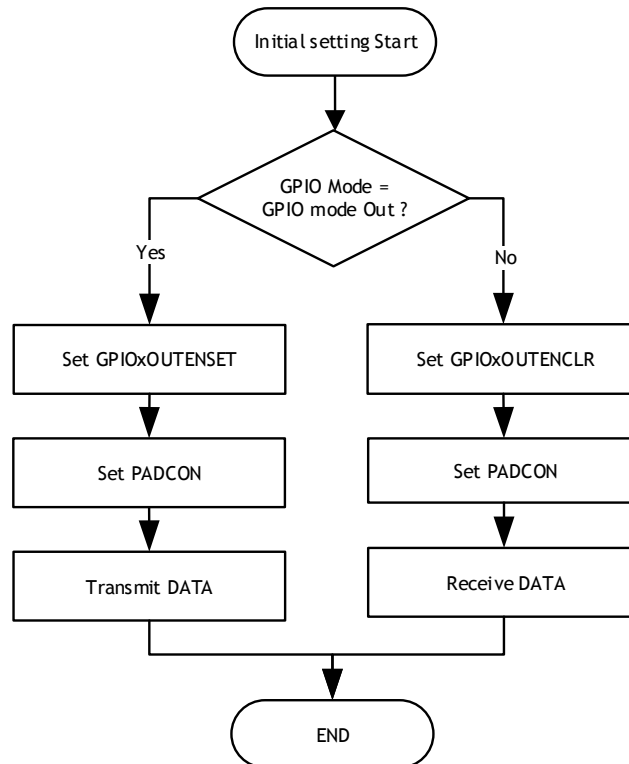 Initial setting Start
GPIO Mode =
GPIO mode Out ?
Yes
No
Set GPIOxOUTENSET
Set GPIOxOUTENCLR
Set PADCON
Set PADCON
Transmit DATA
Receive DATA
END